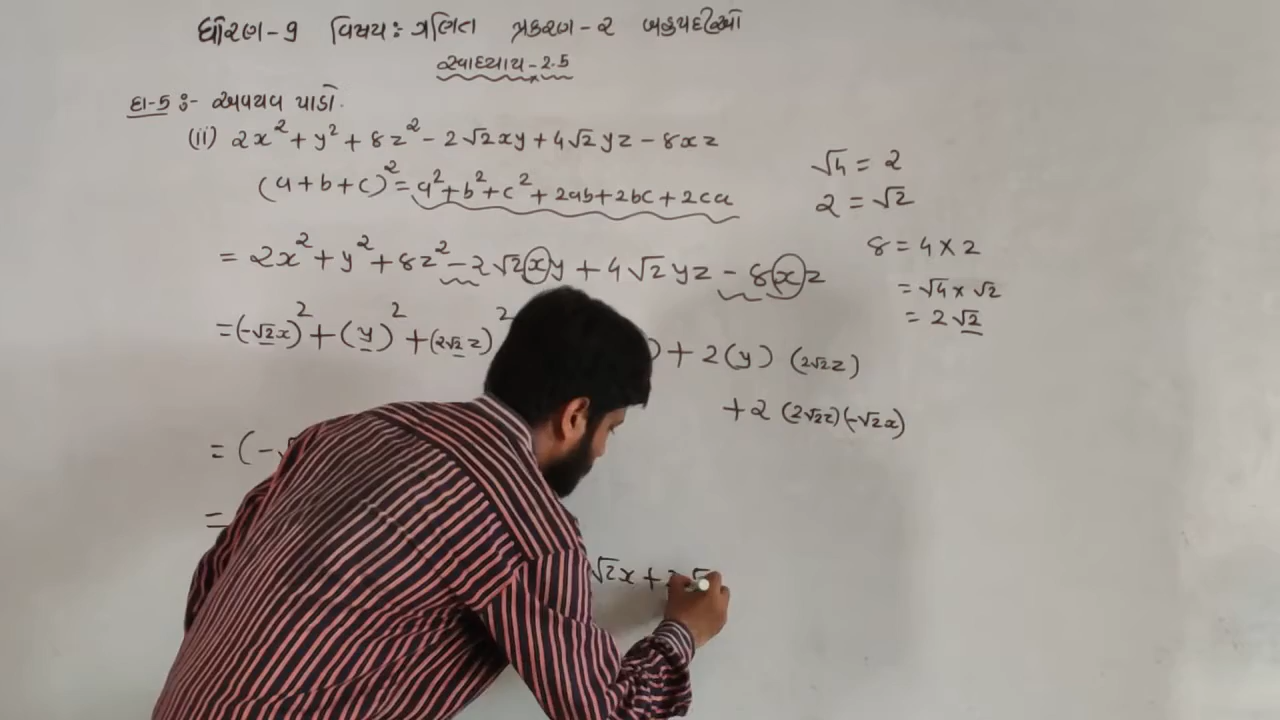 ધોરણ-9 વિષય: ગણિત પ્રકરણ-૨ બહુપદીઓ
સ્વાધ્યાય-2.5
દા-5 :- અવયવ પાડો.
(ii) 2x² + y² + 8z² - 2√2xy + 4√2yz - 8xz
(a+b+c)² = a² + b² + c² + 2ab + 2bc + 2ca
= 2x² + y² + 8z² - 2√2xy + 4√2yz - 8xz
=(-√2x)² + (y)² + (2√2z)² ) + 2(y) (2√2z)
+ 2 (2√2z)(-√2x)
= (-√
=
√2x +
√4 = 2
2 = √2
8 = 4 × 2
= √4 × √2
= 2√2